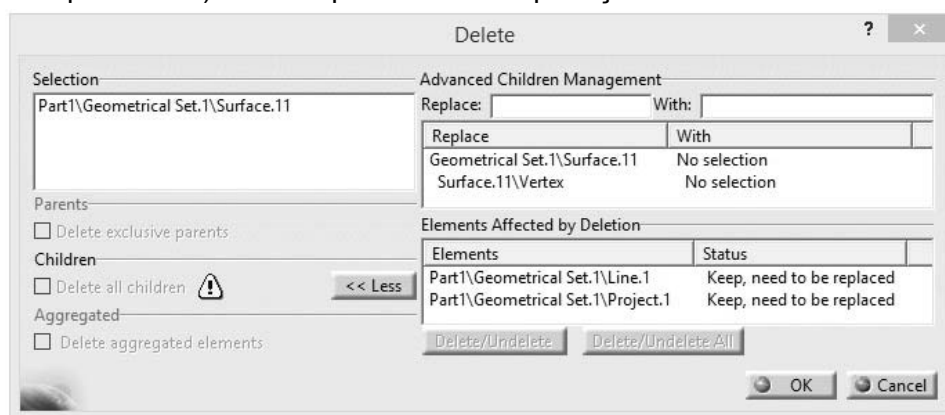 Delete
?
×
Selection
Part1\Geometrical Set.1\Surface.11
Parents
Delete exclusive parents
Children
Delete all children
<< Less
Aggregated
Delete aggregated elements
Advanced Children Management
Replace: With:
Replace With
Geometrical Set.1\Surface.11 No selection
Surface.11\Vertex No selection
Elements Affected by Deletion
Elements Status
Part1\Geometrical Set.1\Line.1 Keep, need to be replaced
Part1\Geometrical Set.1\Project.1 Keep, need to be replaced
Delete/Undelete Delete/Undelete All
OK Cancel